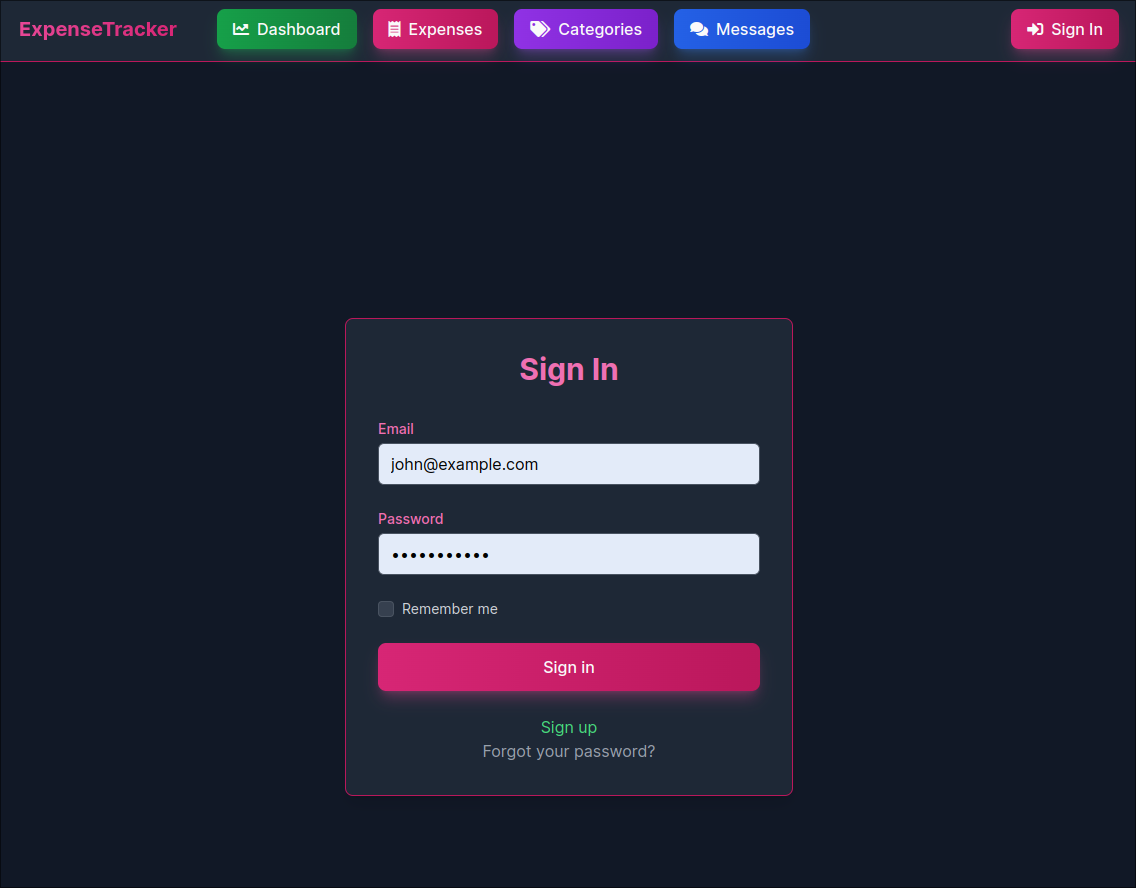 ExpenseTracker Dashboard Expenses Categories Messages Sign In
Sign In
Email
john@example.com
Password
•••••••••••
Remember me
Sign in
Sign up
Forgot your password?